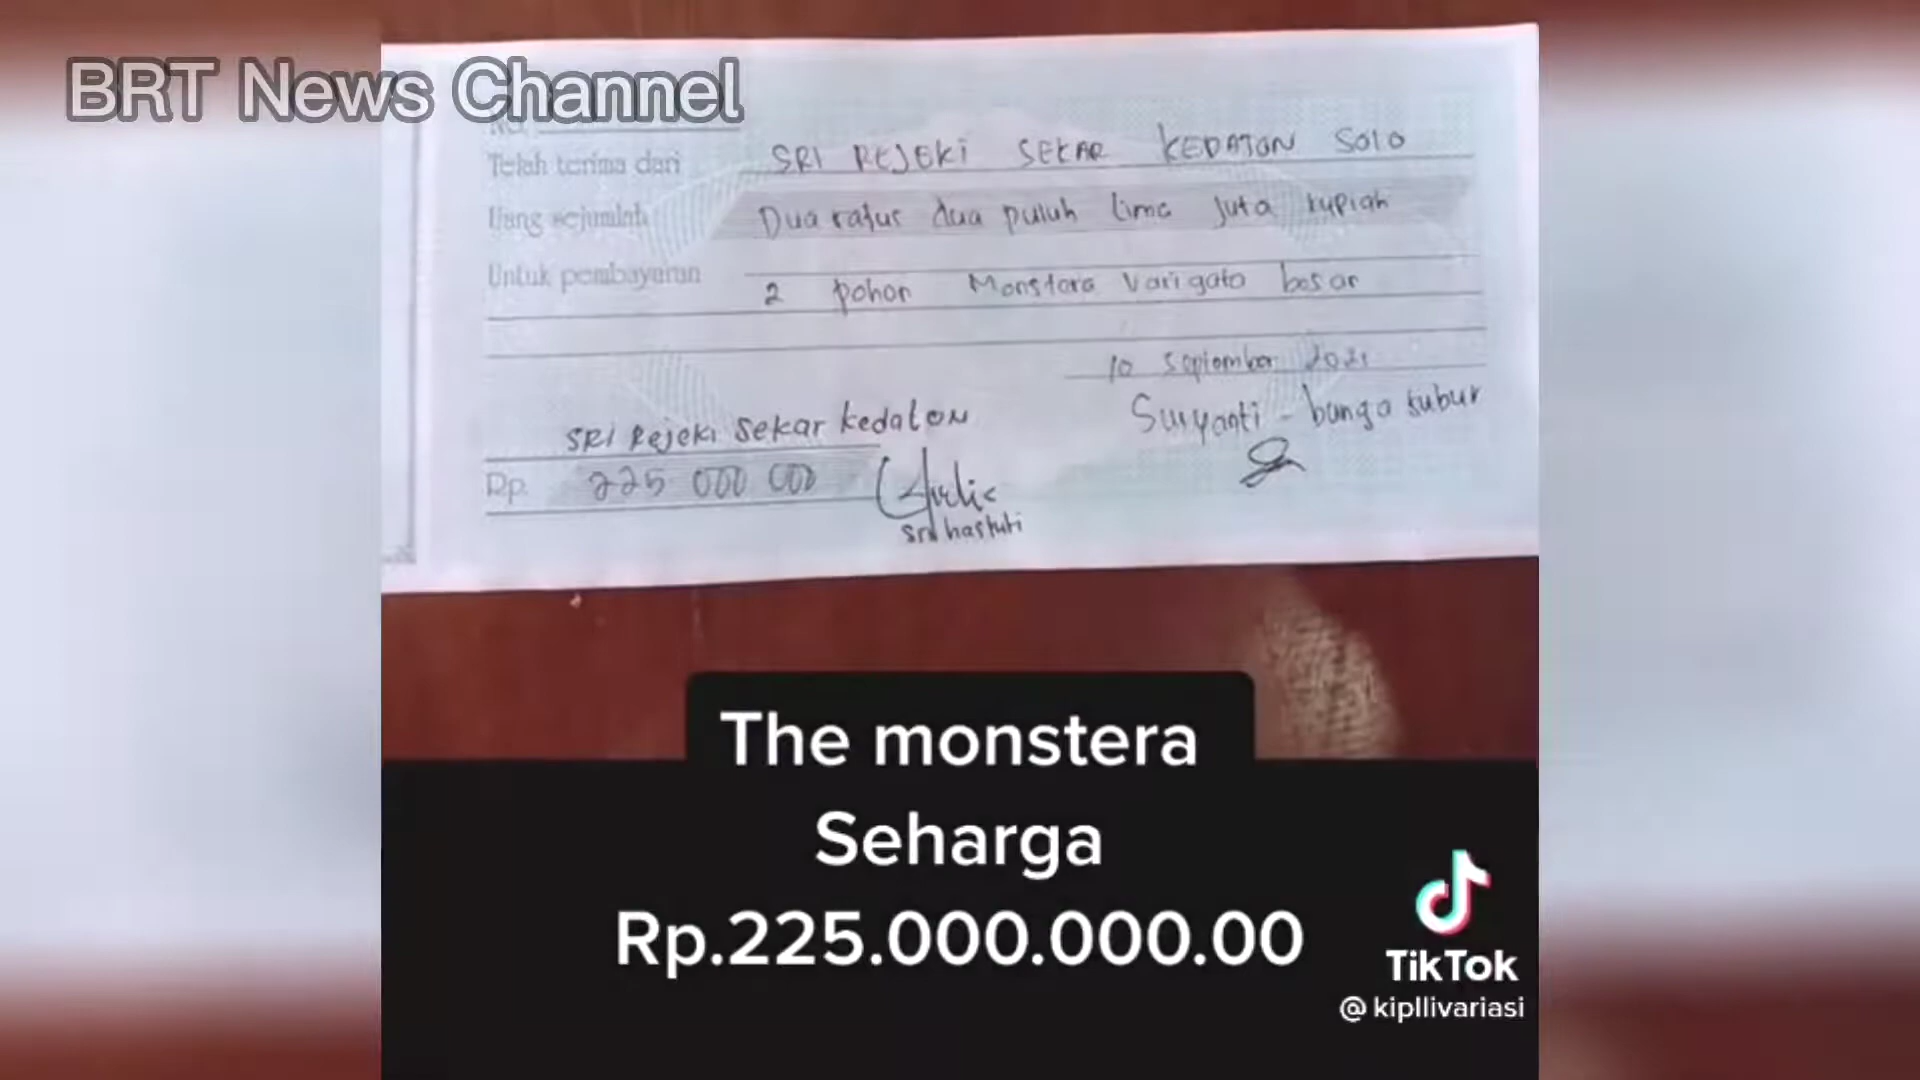 BRT News Channel
Telah terima dari SRI REJEKI SEKAR KEDATON SOLO
Uang sejumlah Dua ratus dua puluh lima juta rupiah
Untuk pembayaran 2 pohon Monstera Varigata besar
10 September 2021
SRI Rejeki Sekar kedaton
Suryanti - bunga subur
Rp. 225 000 000
Sri hastuti
The monstera
Seharga
Rp.225.000.000.00
TikTok
@kipllivariasi